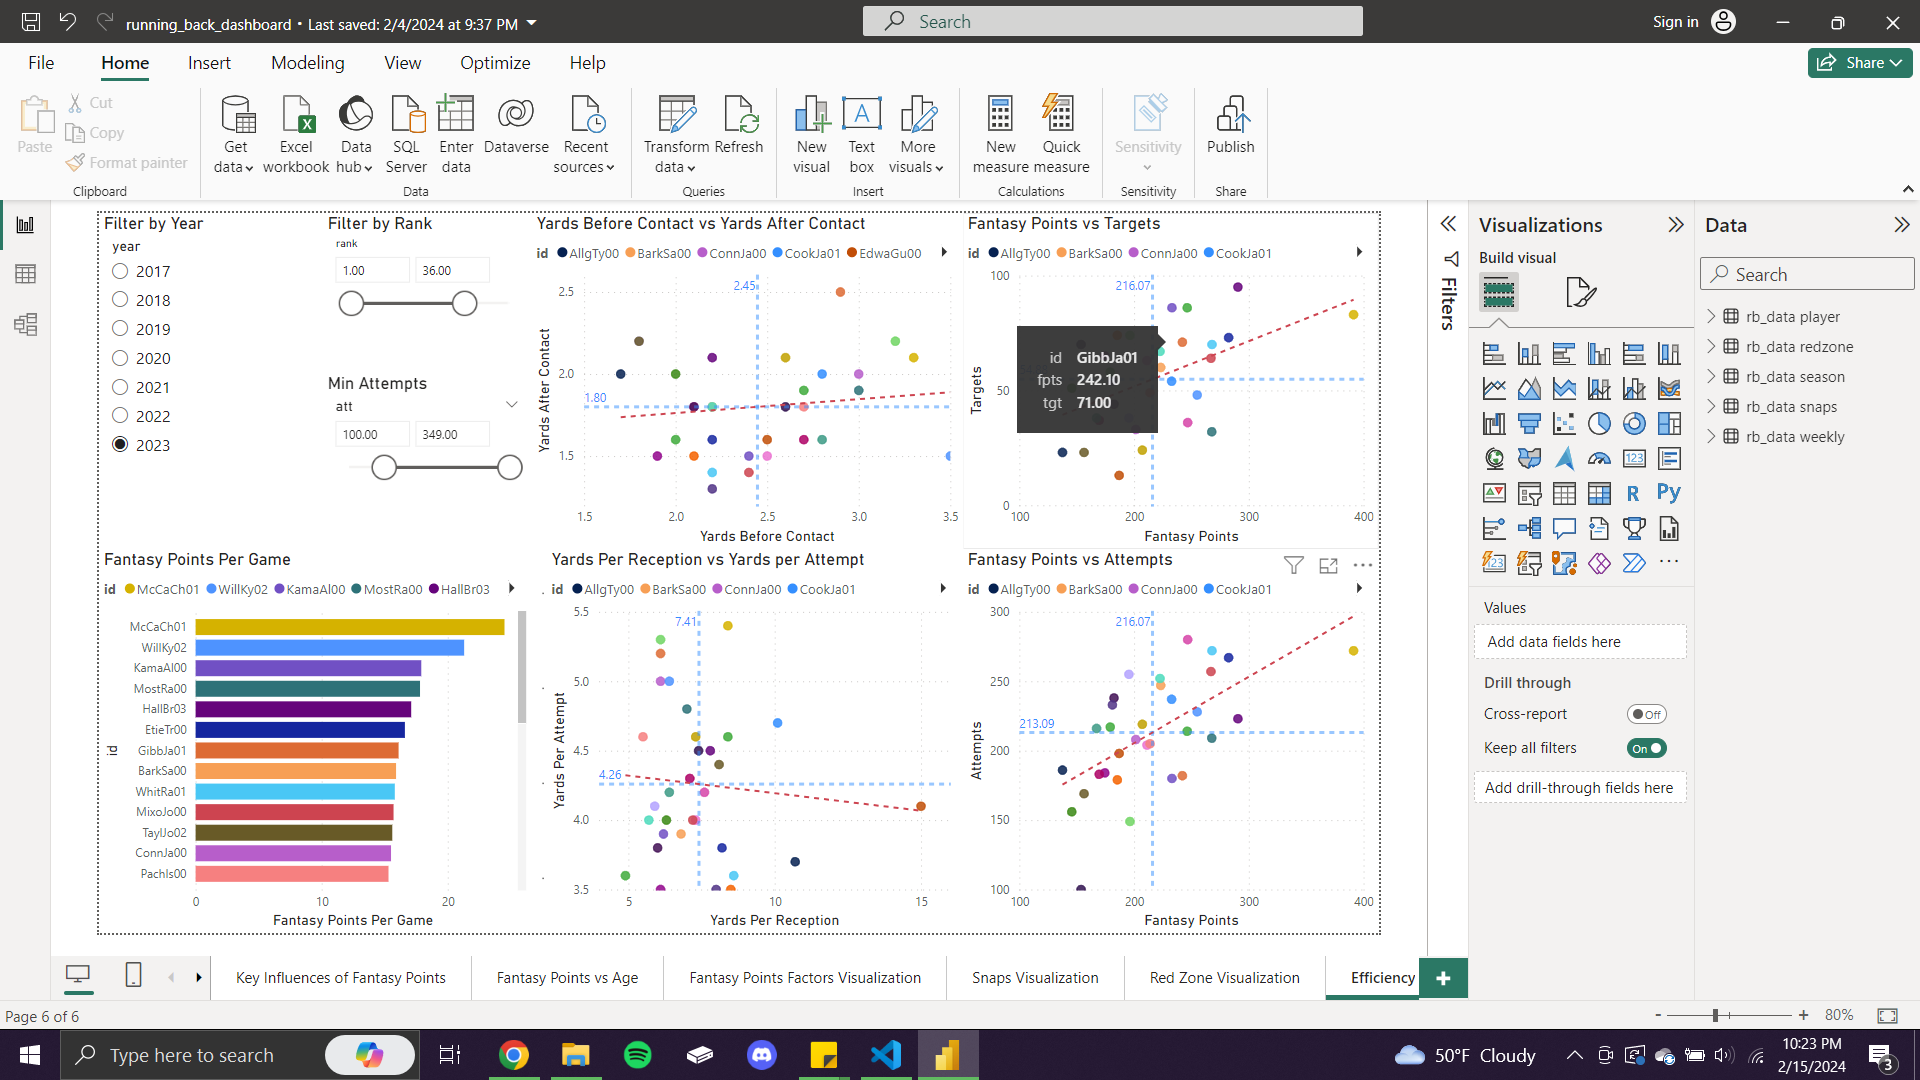 running_back_dashboard • Last saved: 2/4/2024 at 9:37 PM
Search
Sign in
File Home Insert Modeling View Optimize Help
Share
Paste
Cut
Copy
Format painter
Clipboard
Get data
Excel workbook
Data hub
SQL Server
Enter data
Dataverse
Recent sources
Data
Transform data
Refresh
Queries
New visual
Text box
More visuals
Insert
New measure
Quick measure
Calculations
Sensitivity
Sensitivity
Publish
Share
Filter by Year
year
2017
2018
2019
2020
2021
2022
2023
Filter by Rank
rank
1.00 36.00
Min Attempts
att
100.00 349.00
Yards Before Contact vs Yards After Contact
id AllgTy00 BarkSa00 ConnJa00 CookJa01 EdwaGu00
2.45
2.5
2.0
1.80
1.5
Yards After Contact
1.5 2.0 2.5 3.0 3.5
Yards Before Contact
Fantasy Points vs Targets
id AllgTy00 BarkSa00 ConnJa00 CookJa01
216.07
100
50
0
Targets
id GibbJa01
fpts 242.10
tgt 71.00
100 200 300 400
Fantasy Points
Fantasy Points Per Game
id McCaCh01 WillKy02 KamaAl00 MostRa00 HallBr03
McCaCh01
WillKy02
KamaAl00
MostRa00
HallBr03
EtieTr00
GibbJa01
BarkSa00
WhitRa01
MixoJo00
TaylJo02
ConnJa00
PachIs00
id
0 10 20
Fantasy Points Per Game
Yards Per Reception vs Yards per Attempt
id AllgTy00 BarkSa00 ConnJa00 CookJa01
7.41
5.5
5.0
4.5
4.26
4.0
3.5
Yards Per Attempt
5 10 15
Yards Per Reception
Fantasy Points vs Attempts
id AllgTy00 BarkSa00 ConnJa00 CookJa01
216.07
300
250
213.09
200
150
100
Attempts
100 200 300 400
Fantasy Points
Filters
Visualizations
Build visual
123
R
Py
123
Values
Add data fields here
Drill through
Cross-report Off
Keep all filters On
Add drill-through fields here
Data
Search
rb_data player
rb_data redzone
rb_data season
rb_data snaps
rb_data weekly
Key Influences of Fantasy Points
Fantasy Points vs Age
Fantasy Points Factors Visualization
Snaps Visualization
Red Zone Visualization
Efficiency
Page 6 of 6
- + 80%
Type here to search
50°F Cloudy
10:23 PM
2/15/2024
3